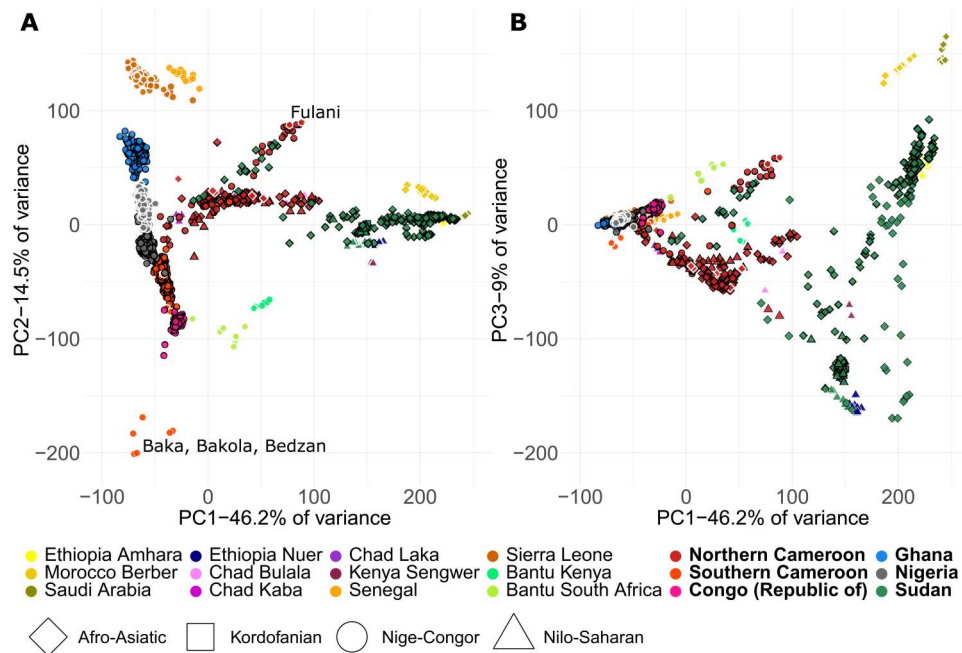 A
B
Fulani
Baka, Bakola, Bedzan
PC2−14.5% of variance
PC3−9% of variance
100
0
−100
−200
100
0
−100
−200
−100
0
100
200
−100
0
100
200
PC1−46.2% of variance
PC1−46.2% of variance
Ethiopia Amhara
Ethiopia Nuer
Chad Laka
Sierra Leone
Northern Cameroon
Ghana
Morocco Berber
Chad Bulala
Kenya Sengwer
Bantu Kenya
Southern Cameroon
Nigeria
Saudi Arabia
Chad Kaba
Senegal
Bantu South Africa
Congo (Republic of)
Sudan
Afro-Asiatic
Kordofanian
Nige-Congor
Nilo-Saharan